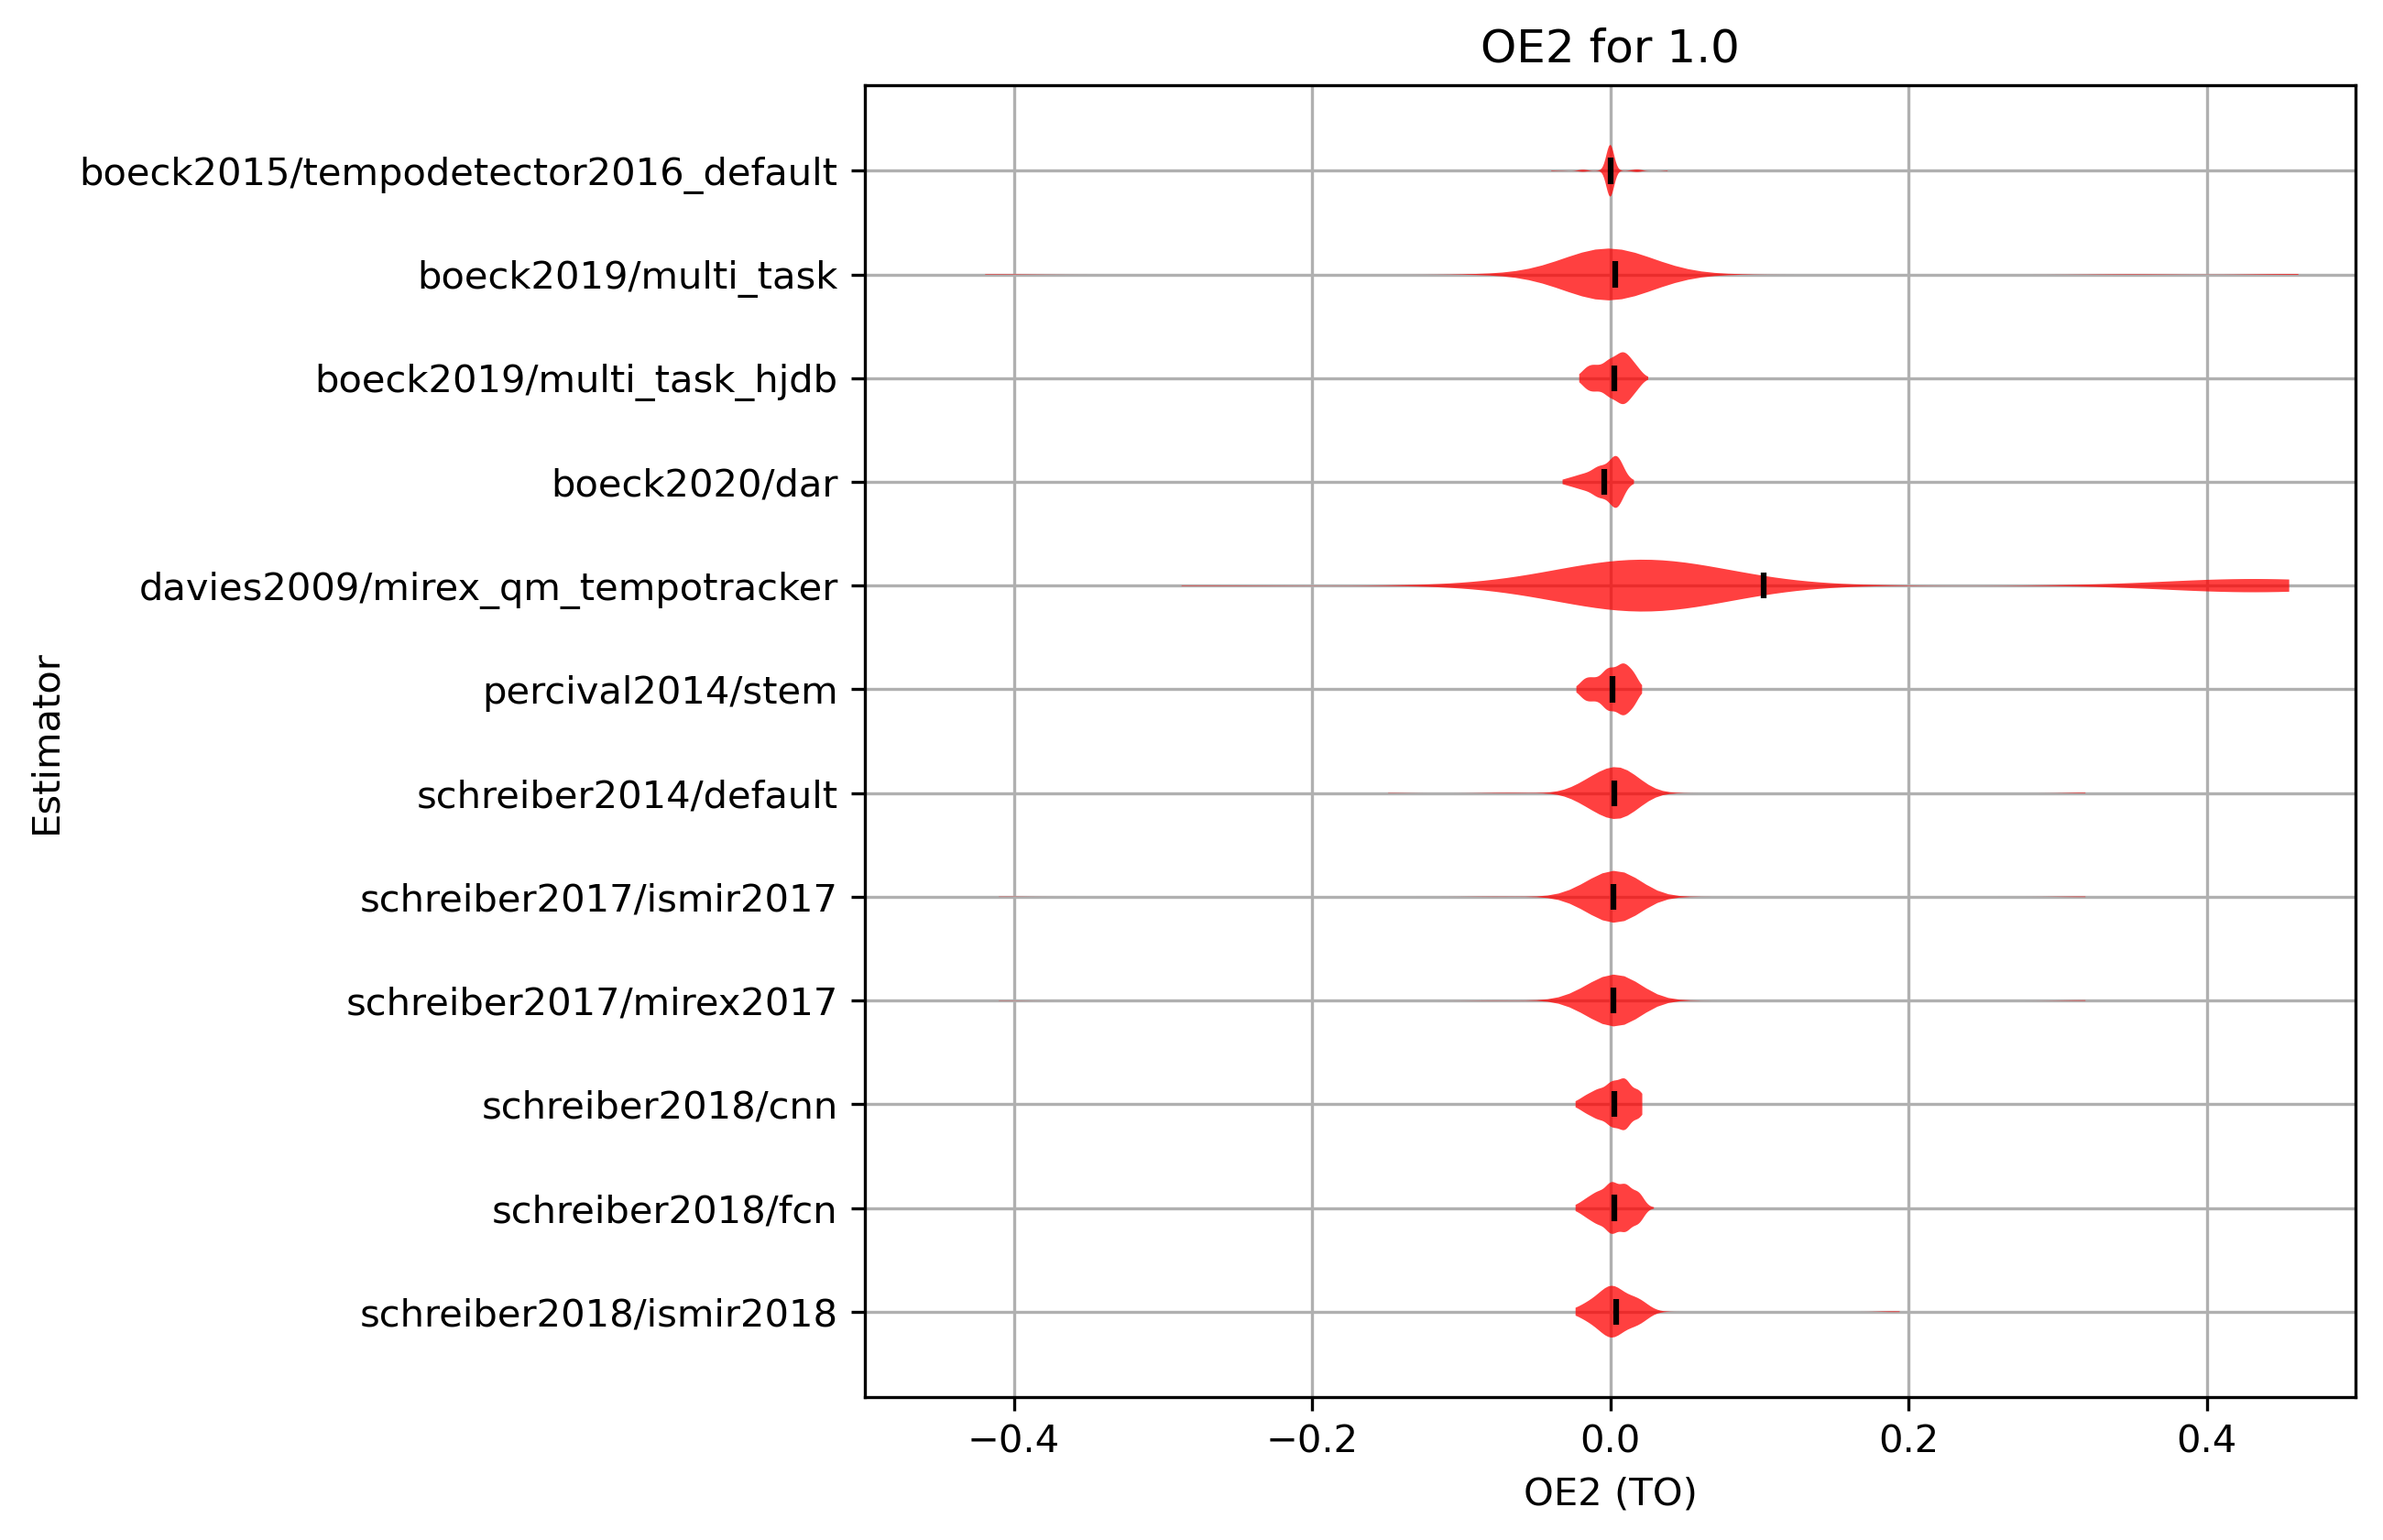 OE2 for 1.0
boeck2015/tempodetector2016_default
boeck2019/multi_task
boeck2019/multi_task_hjdb
boeck2020/dar
davies2009/mirex_qm_tempotracker
percival2014/stem
schreiber2014/default
schreiber2017/ismir2017
schreiber2017/mirex2017
schreiber2018/cnn
schreiber2018/fcn
schreiber2018/ismir2018
Estimator
−0.4 −0.2 0.0 0.2 0.4
OE2 (TO)